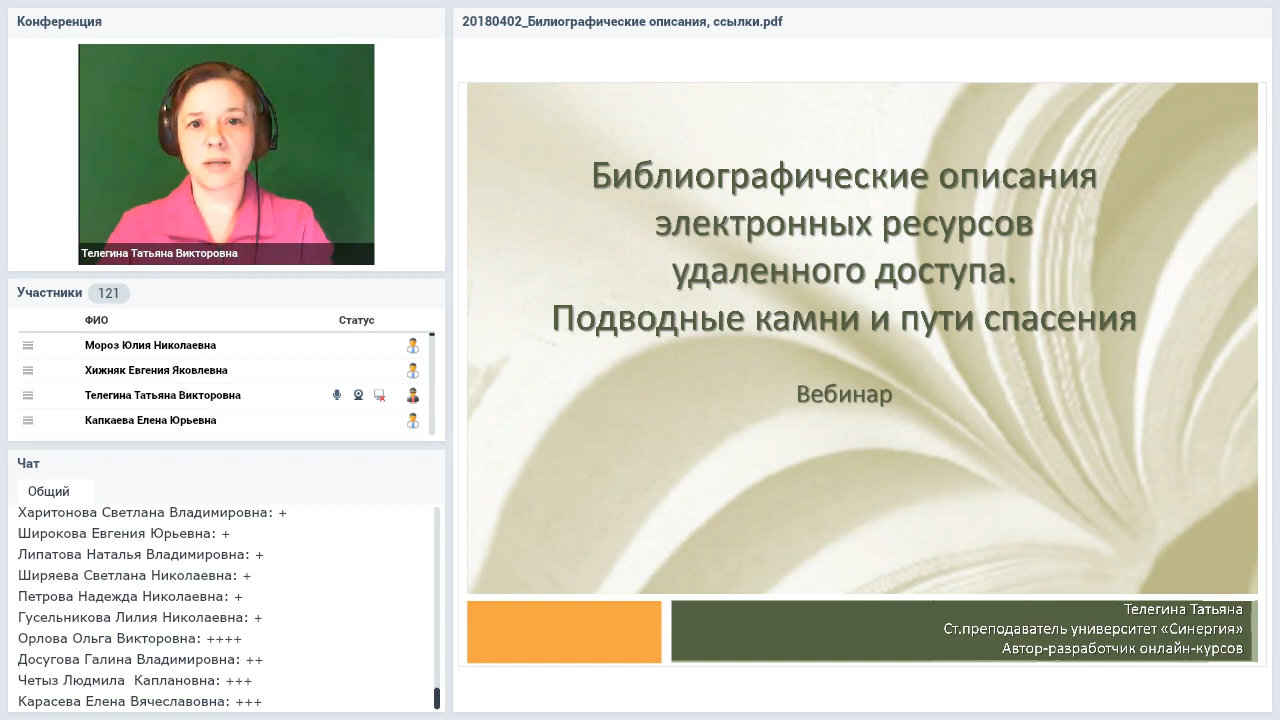 Конференция
Телегина Татьяна Викторовна
Участники 121
ФИО Статус
Мороз Юлия Николаевна
Хижняк Евгения Яковлевна
Телегина Татьяна Викторовна
Капкаева Елена Юрьевна
Чат
Общий
Харитонова Светлана Владимировна: +
Широкова Евгения Юрьевна: +
Липатова Наталья Владимировна: +
Ширяева Светлана Николаевна: +
Петрова Надежда Николаевна: +
Гусельникова Лилия Николаевна: +
Орлова Ольга Викторовна: ++++
Досугова Галина Владимировна: ++
Четыз Людмила  Каплановна: +++
Карасева Елена Вячеславовна: +++
20180402_Билиографические описания, ссылки.pdf
Библиографические описания
электронных ресурсов
удаленного доступа.
Подводные камни и пути спасения
Вебинар
Телегина Татьяна
Ст.преподаватель университет «Синергия»
Автор-разработчик онлайн-курсов